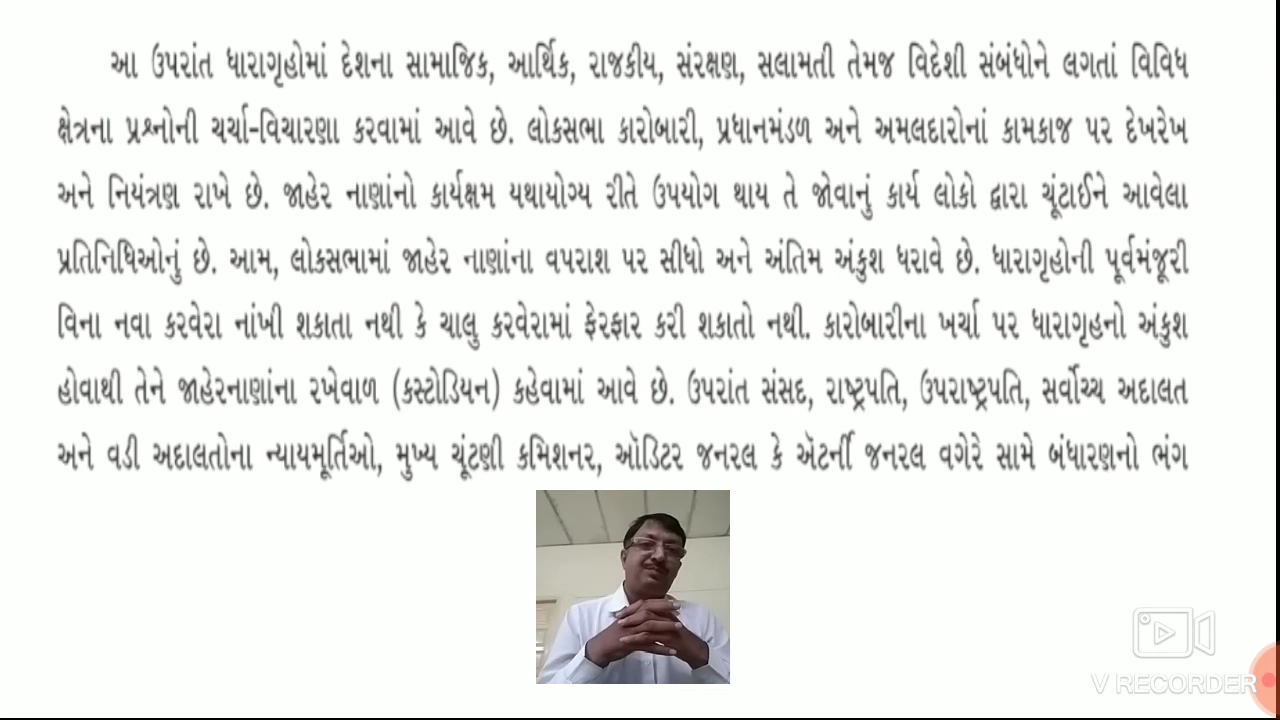 આ ઉપરાંત ધારાગૃહોમાં દેશના સામાજિક, આર્થિક, રાજકીય, સંરક્ષણ, સલામતી તેમજ વિદેશી સંબંધોને લગતાં વિવિધ
ક્ષેત્રના પ્રશ્નોની ચર્ચા-વિચારણા કરવામાં આવે છે. લોકસભા કારોબારી, પ્રધાનમંડળ અને અમલદારોનાં કામકાજ પર દેખરેખ
અને નિયંત્રણ રાખે છે. જાહેર નાણાંનો કાર્યક્ષમ યથાયોગ્ય રીતે ઉપયોગ થાય તે જોવાનું કાર્ય લોકો દ્વારા ચૂંટાઈને આવેલા
પ્રતિનિધિઓનું છે. આમ, લોકસભામાં જાહેર નાણાંના વપરાશ પર સીધો અને અંતિમ અંકુશ ધરાવે છે. ધારાગૃહોની પૂર્વમંજૂરી
વિના નવા કરવેરા નાંખી શકાતા નથી કે ચાલુ કરવેરામાં ફેરફાર કરી શકાતો નથી. કારોબારીના ખર્ચા પર ધારાગૃહનો અંકુશ
હોવાથી તેને જાહેરનાણાંના રખેવાળ (કસ્ટોડિયન) કહેવામાં આવે છે. ઉપરાંત સંસદ, રાષ્ટ્રપતિ, ઉપરાષ્ટ્રપતિ, સર્વોચ્ચ અદાલત
અને વડી અદાલતોના ન્યાયમૂર્તિઓ, મુખ્ય ચૂંટણી કમિશનર, ઑડિટર જનરલ કે ઍટર્ની જનરલ વગેરે સામે બંધારણનો ભંગ
V RECORDER